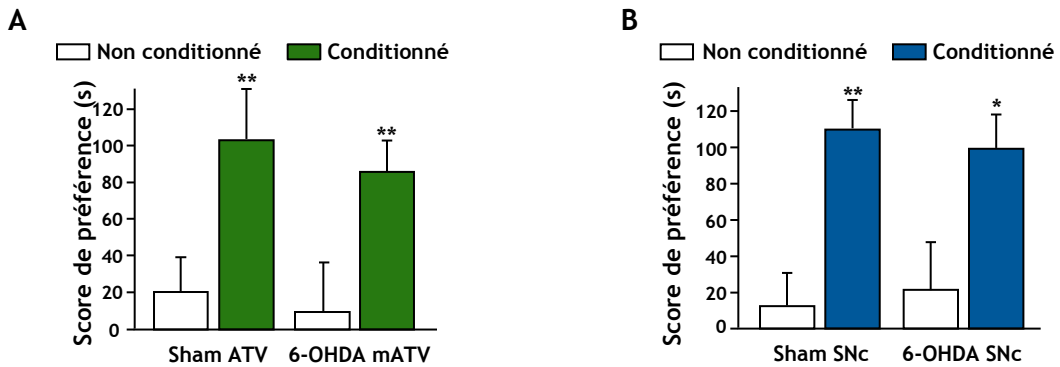 A
Non conditionné Conditionné
Score de préférence (s)
120
100
80
60
40
20
0
**
**
Sham ATV 6-OHDA mATV
B
Non conditionné Conditionné
Score de préférence (s)
120
100
80
60
40
20
0
**
*
Sham SNc 6-OHDA SNc